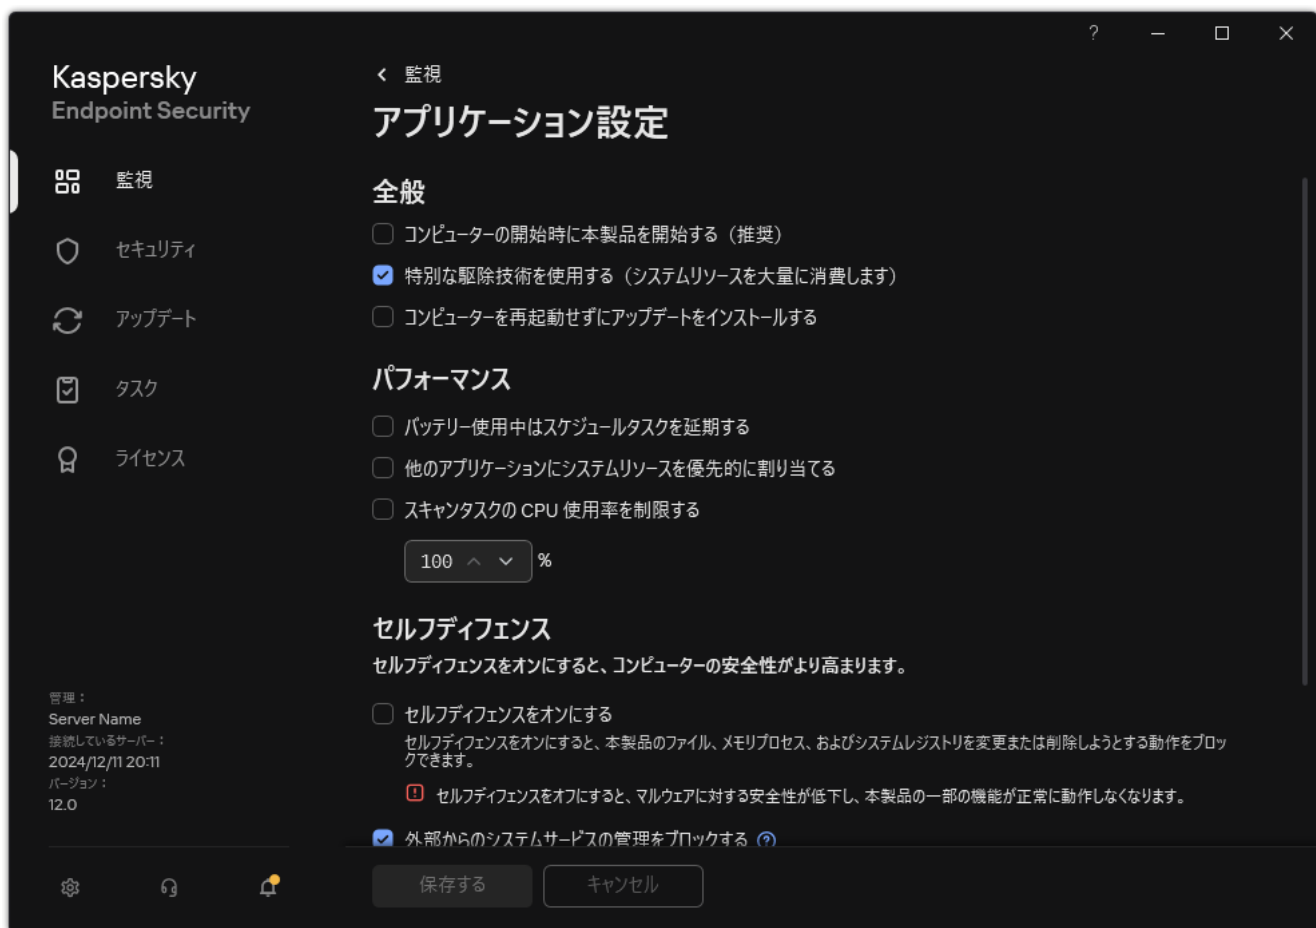 ?
Kaspersky
Endpoint Security
監視
セキュリティ
アップデート
タスク
ライセンス
管理：
Server Name
接続しているサーバー：
2024/12/11 20:11
バージョン：
12.0
監視
アプリケーション設定
全般
コンピューターの開始時に本製品を開始する（推奨）
特別な駆除技術を使用する（システムリソースを大量に消費します）
コンピューターを再起動せずにアップデートをインストールする
パフォーマンス
バッテリー使用中はスケジュールタスクを延期する
他のアプリケーションにシステムリソースを優先的に割り当てる
スキャンタスクの CPU 使用率を制限する
100 %
セルフディフェンス
セルフディフェンスをオンにすると、コンピューターの安全性がより高まります。
セルフディフェンスをオンにする
セルフディフェンスをオンにすると、本製品のファイル、メモリプロセス、およびシステムレジストリを変更または削除しようとする動作をブロッ
クできます。
セルフディフェンスをオフにすると、マルウェアに対する安全性が低下し、本製品の一部の機能が正常に動作しなくなります。
外部からのシステムサービスの管理をブロックする ?
保存する
キャンセル